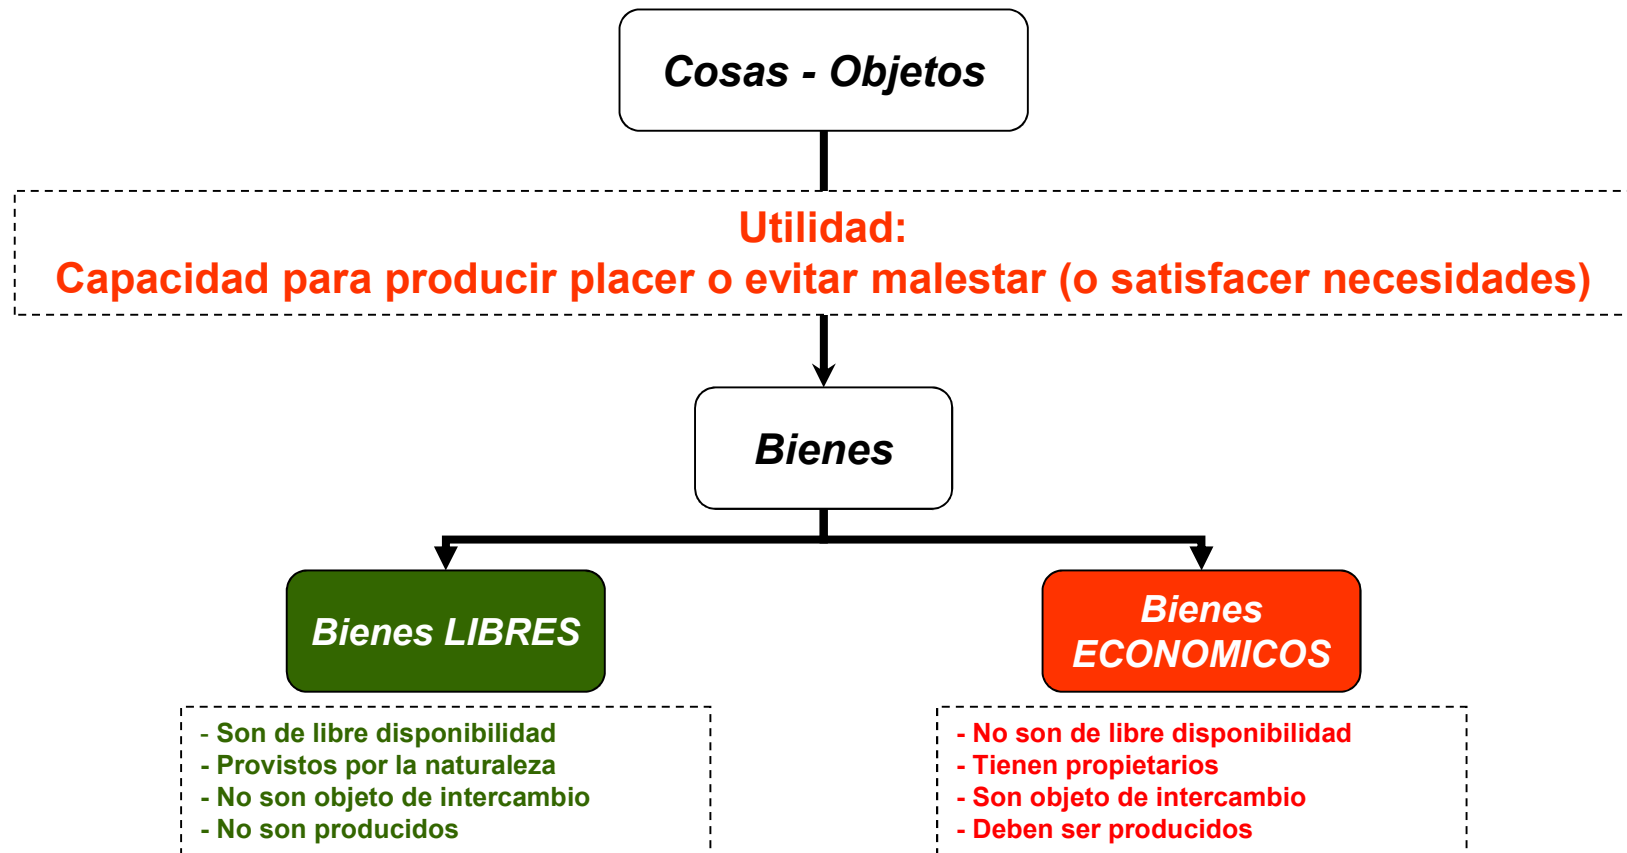 Cosas - Objetos
Utilidad:
Capacidad para producir placer o evitar malestar (o satisfacer necesidades)
Bienes
Bienes LIBRES
Bienes
ECONOMICOS
- Son de libre disponibilidad
- Provistos por la naturaleza
- No son objeto de intercambio
- No son producidos
- No son de libre disponibilidad
- Tienen propietarios
- Son objeto de intercambio
- Deben ser producidos